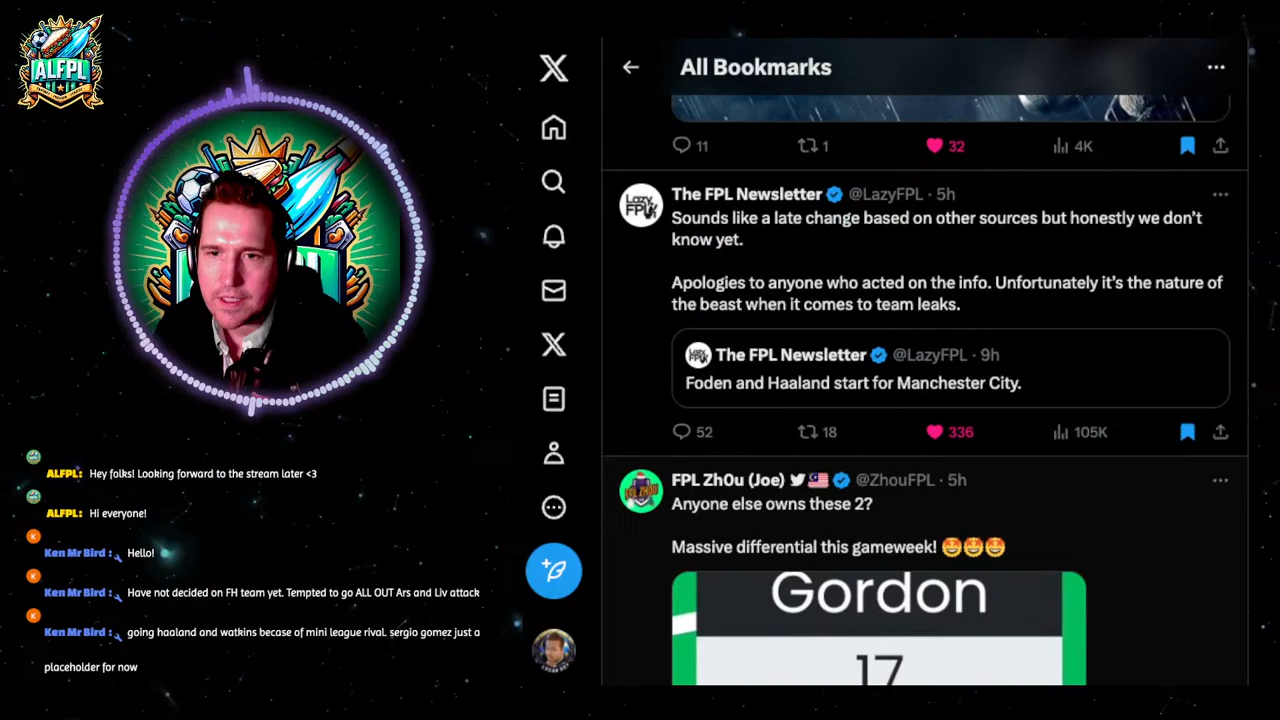 ALFPL
All Bookmarks
11
1
32
4K
The FPL Newsletter @LazyFPL · 5h
Sounds like a late change based on other sources but honestly we don't
know yet.
Apologies to anyone who acted on the info. Unfortunately it's the nature of
the beast when it comes to team leaks.
The FPL Newsletter @LazyFPL · 9h
Foden and Haaland start for Manchester City.
52
18
336
105K
FPL ZhOu (Joe) @ZhouFPL · 5h
Anyone else owns these 2?
Massive differential this gameweek! 🤩🤩🤩
Gordon
17
ALFPL: Hey folks! Looking forward to the stream later <3
ALFPL: Hi everyone!
K
Ken Mr Bird : Hello!
K
Ken Mr Bird : Have not decided on FH team yet. Tempted to go ALL OUT Ars and Liv attack
K
Ken Mr Bird : going haaland and watkins becase of mini league rival. sergio gomez just a
placeholder for now